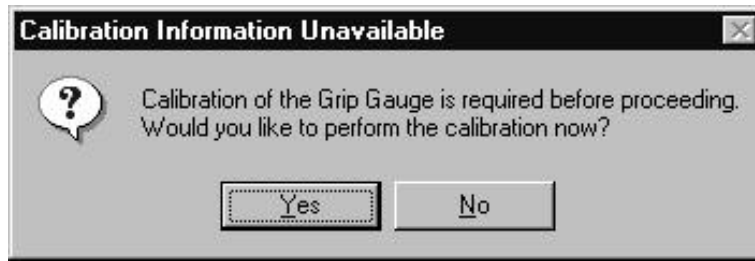 Calibration Information Unavailable
Calibration of the Grip Gauge is required before proceeding.
Would you like to perform the calibration now?
Yes
No